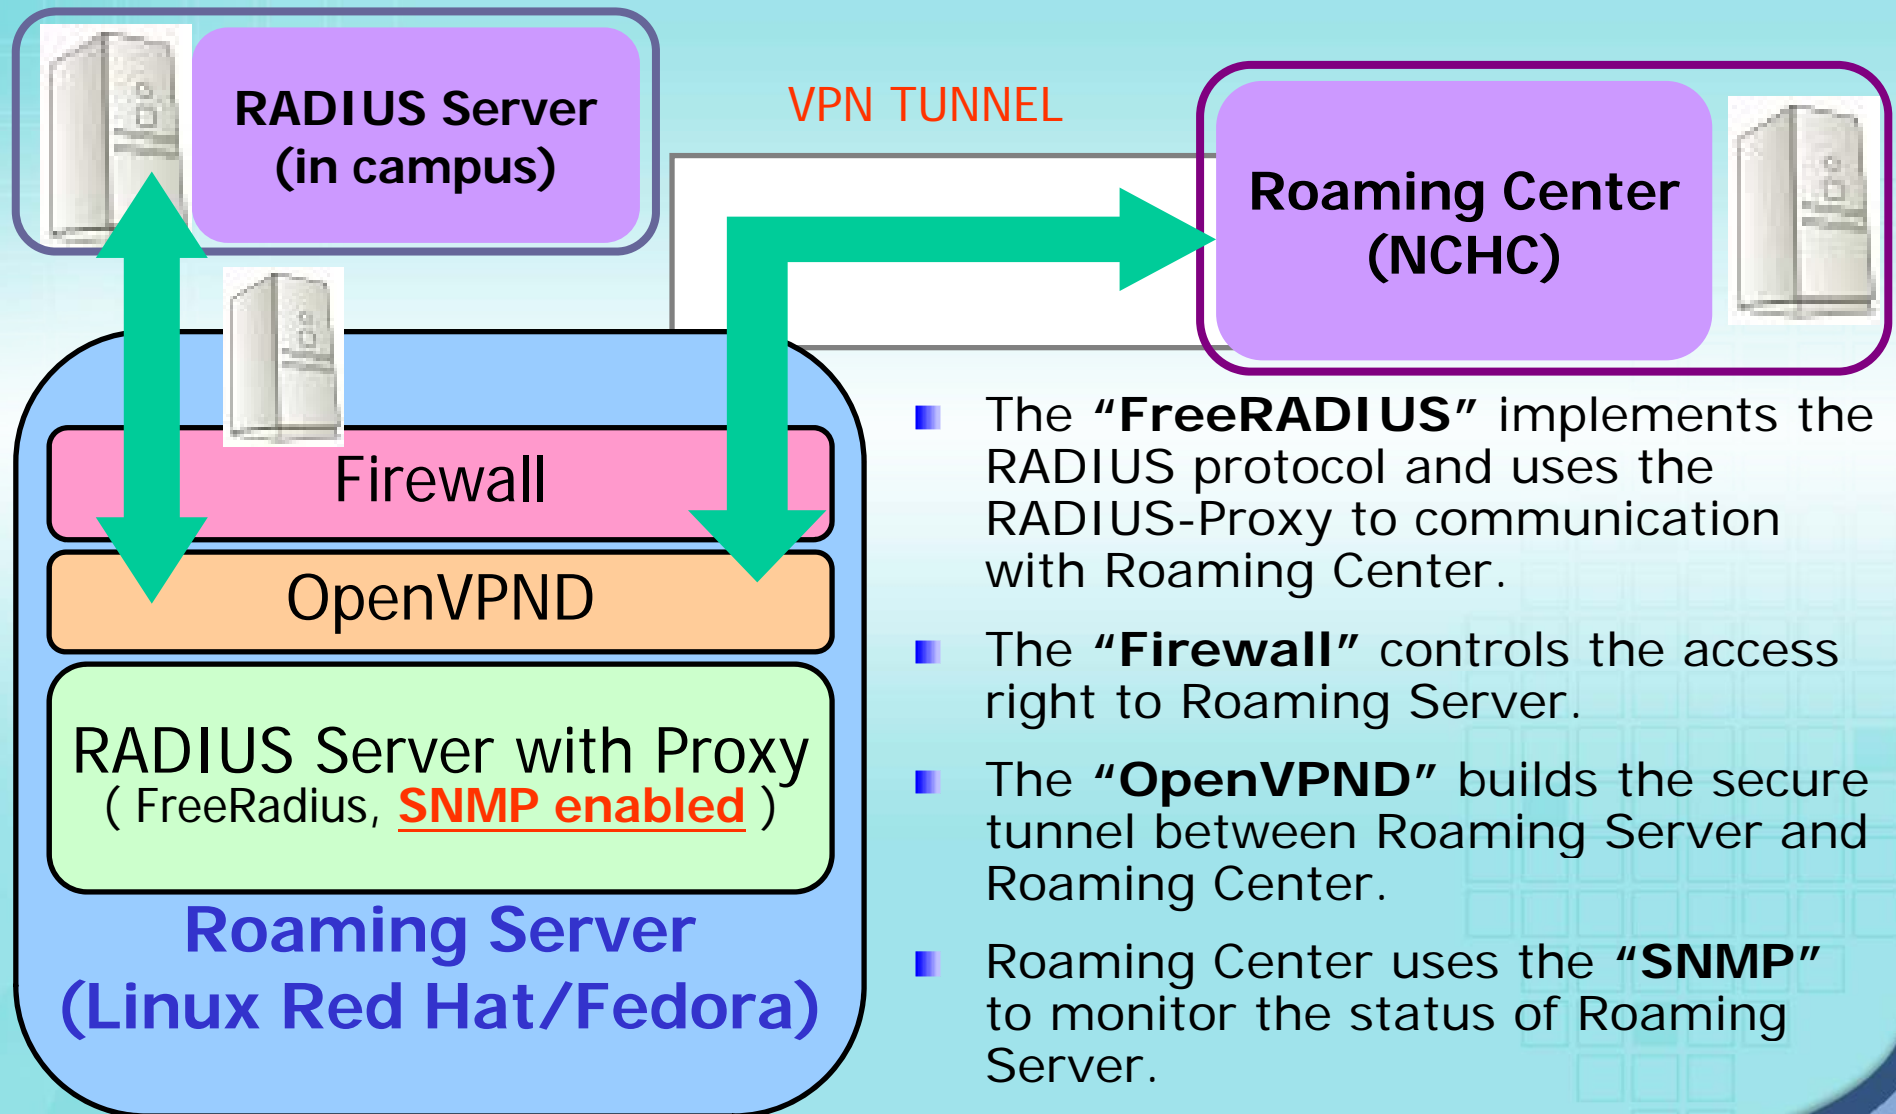 RADIUS Server
(in campus)
VPN TUNNEL
Roaming Center
(NCHC)
Firewall
OpenVPND
RADIUS Server with Proxy
( FreeRadius, SNMP enabled )
Roaming Server
(Linux Red Hat/Fedora)
The “FreeRADIUS” implements the
RADIUS protocol and uses the
RADIUS-Proxy to communication
with Roaming Center.
The “Firewall” controls the access
right to Roaming Server.
The “OpenVPND” builds the secure
tunnel between Roaming Server and
Roaming Center.
Roaming Center uses the “SNMP”
to monitor the status of Roaming
Server.